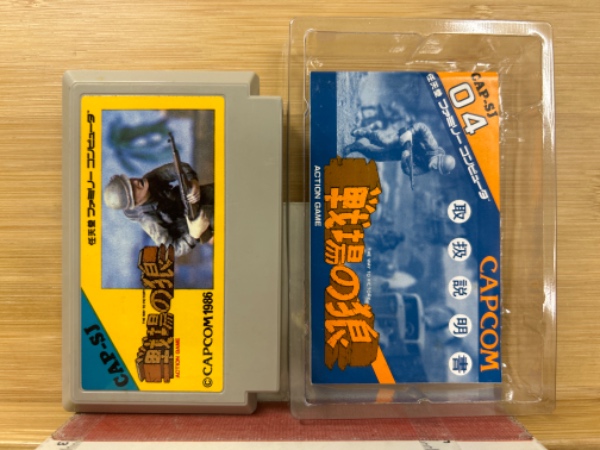 任天堂 ファミリー コンピュータ
戦場の狼
ACTION GAME
CAP-SJ
©CAPCOM 1986
CAP-SJ
04
任天堂 ファミリー コンピュータ
ACTION GAME
戦場の狼
取扱説明書
CAPCOM